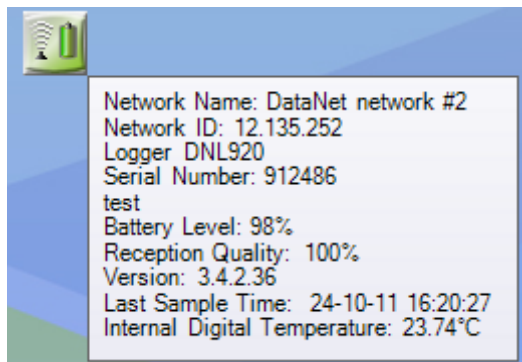 Network Name: DataNet network #2
Network ID: 12.135.252
Logger DNL920
Serial Number: 912486
test
Battery Level: 98%
Reception Quality: 100%
Version: 3.4.2.36
Last Sample Time: 24-10-11 16:20:27
Internal Digital Temperature: 23.74°C